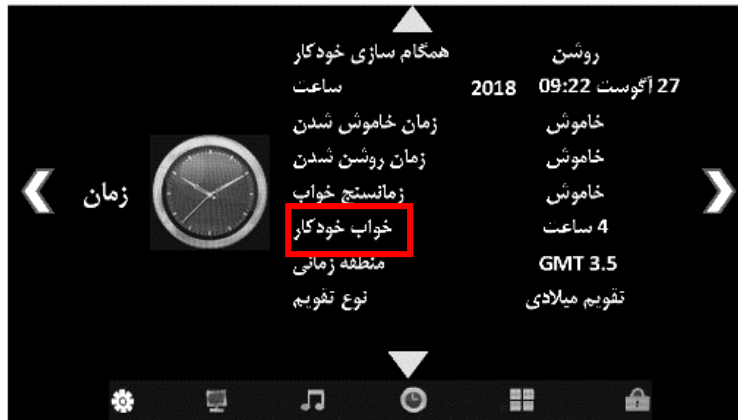 همگام سازی خودکار روشن
ساعت 27 آگوست 09:22 2018
زمان خاموش شدن خاموش
زمان روشن شدن خاموش
زمانسنج خواب خاموش
زمان
خواب خودکار 4 ساعت
منطقه زمانی GMT 3.5
نوع تقویم تقویم میلادی